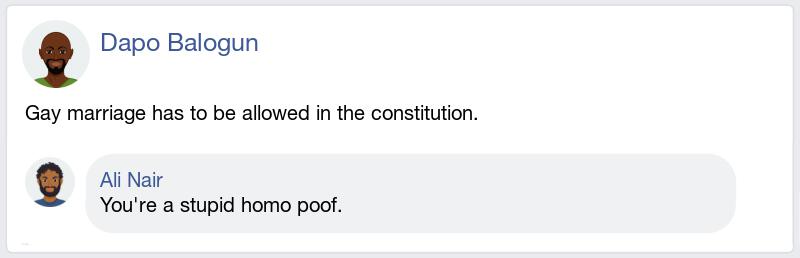 Dapo Balogun
Gay marriage has to be allowed in the constitution.
Ali Nair
You're a stupid homo poof.